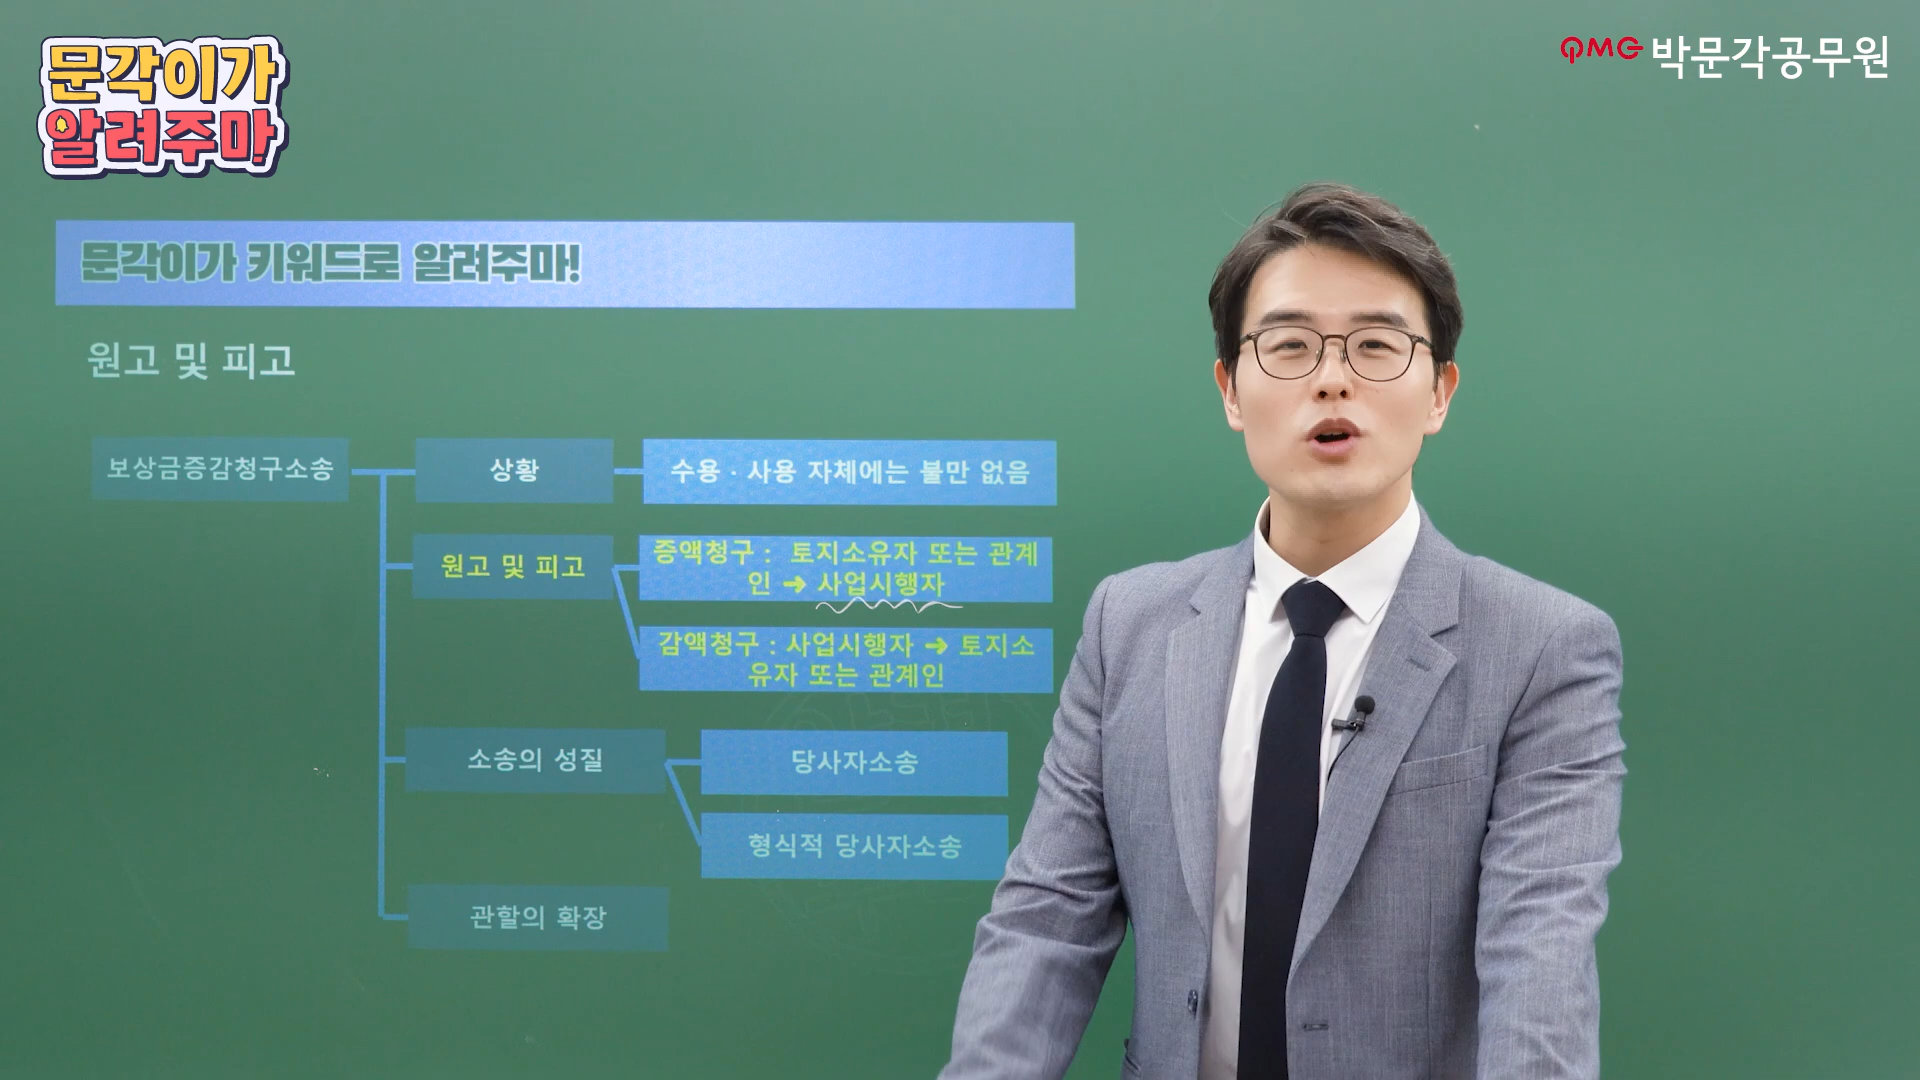 문각이가
알려주마
PMG 박문각공무원
문각이가 키워드로 알려주마!
원고 및 피고
보상금증감청구소송
상황
수용 · 사용 자체에는 불만 없음
원고 및 피고
증액청구 : 토지소유자 또는 관계
인 → 사업시행자
감액청구 : 사업시행자 → 토지소
유자 또는 관계인
소송의 성질
당사자소송
형식적 당사자소송
관할의 확장